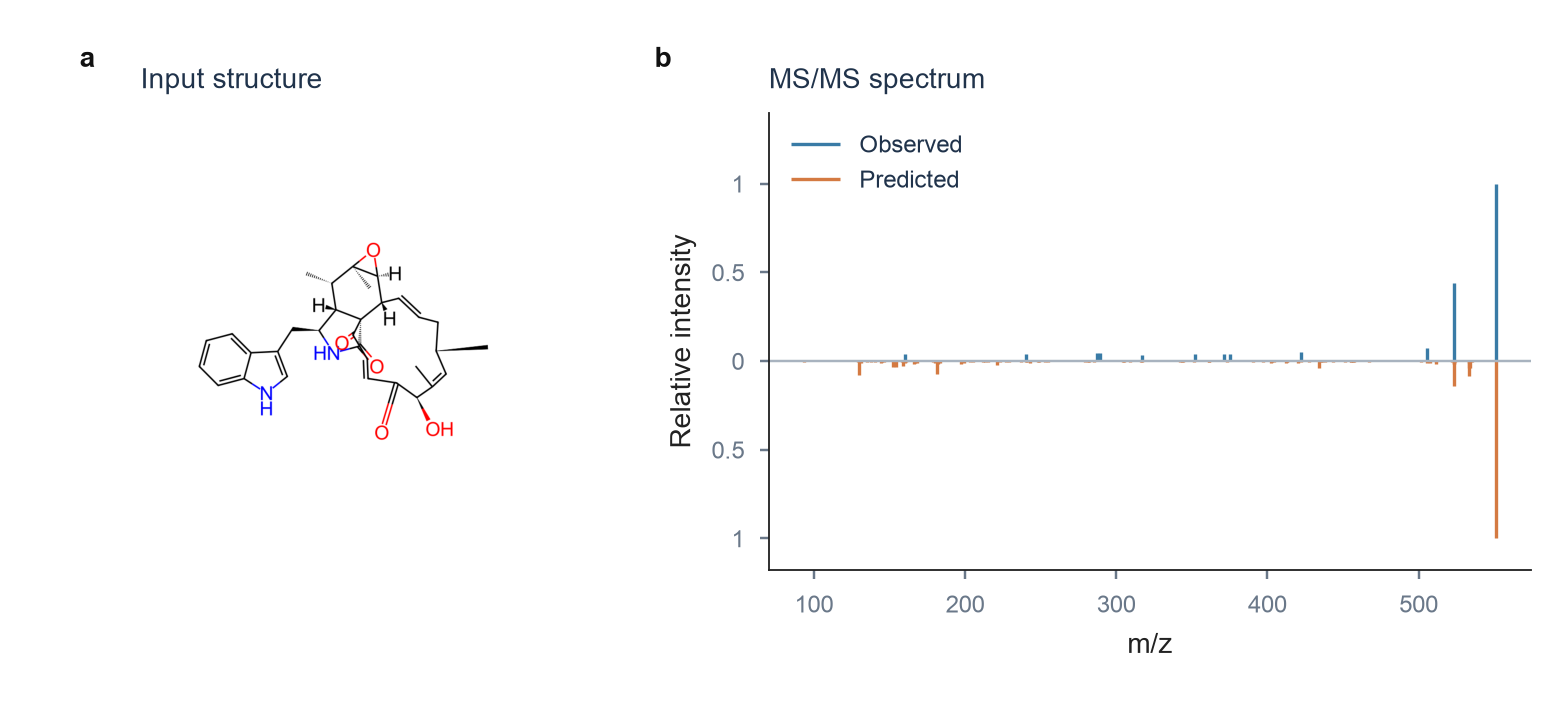 a
Input structure
O
H
H
H
O
HN
O
N
H
O
OH
b
MS/MS spectrum
Observed
Predicted
Relative intensity
1
0.5
0
0.5
1
100 200 300 400 500
m/z